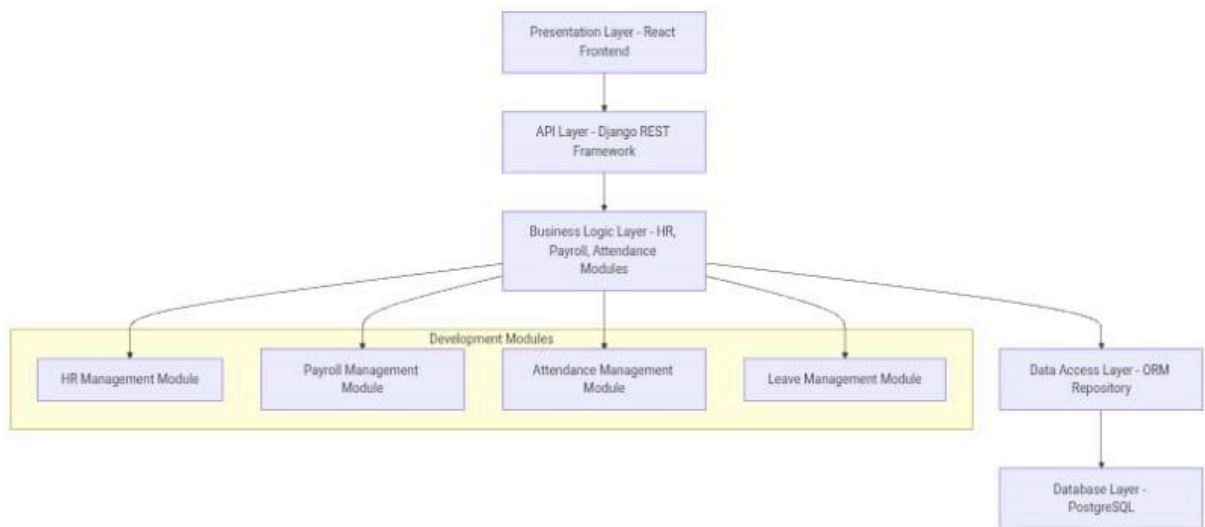 Presentation Layer - React
Frontend
API Layer - Django REST
Framework
Business Logic Layer - HR,
Payroll, Attendance
Modules
Development Modules
HR Management Module
Payroll Management
Module
Attendance Management
Module
Leave Management Module
Data Access Layer - ORM
Repository
Database Layer -
PostgreSQL